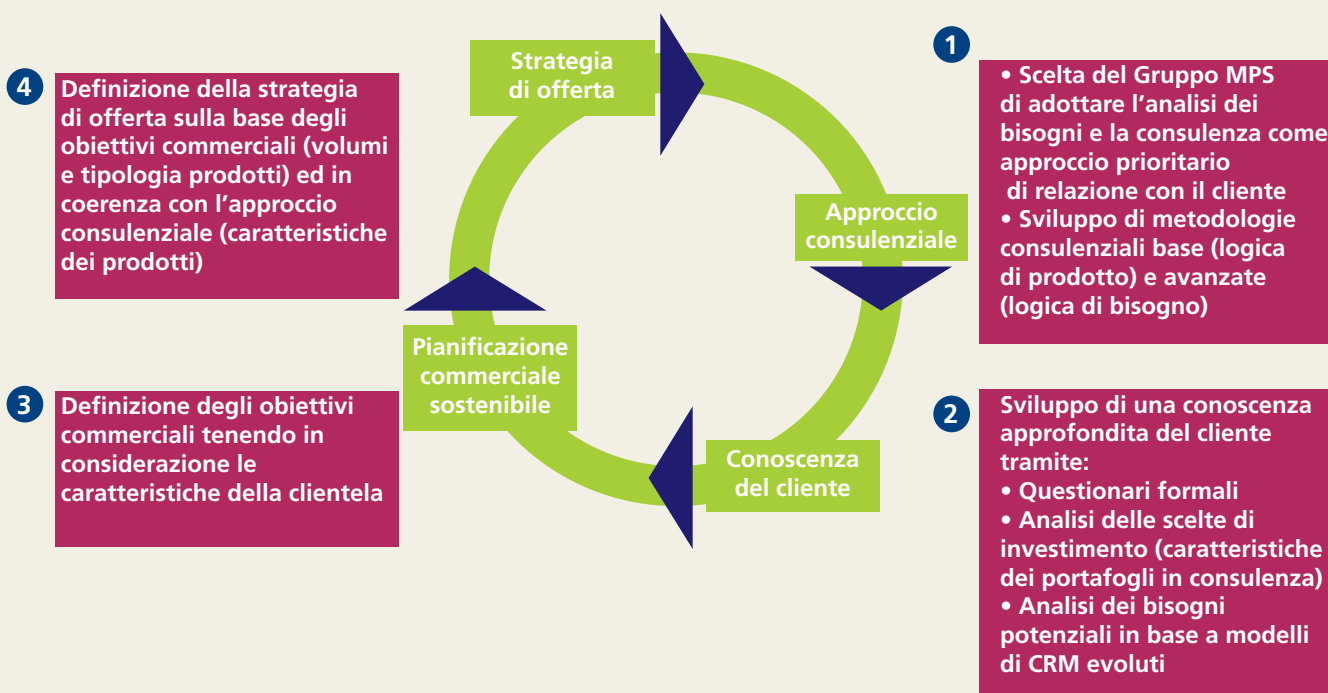 1
• Scelta del Gruppo MPS
di adottare l’analisi dei
bisogni e la consulenza come
approccio prioritario
di relazione con il cliente
• Sviluppo di metodologie
consulenziali base (logica
di prodotto) e avanzate
(logica di bisogno)
2
Sviluppo di una conoscenza
approfondita del cliente
tramite:
• Questionari formali
• Analisi delle scelte di
investimento (caratteristiche
dei portafogli in consulenza)
• Analisi dei bisogni
potenziali in base a modelli
di CRM evoluti
3
Definizione degli obiettivi
commerciali tenendo in
considerazione le
caratteristiche della clientela
4
Definizione della strategia
di offerta sulla base degli
obiettivi commerciali (volumi
e tipologia prodotti) ed in
coerenza con l’approccio
consulenziale (caratteristiche
dei prodotti)
Strategia
di offerta
Approccio
consulenziale
Conoscenza
del cliente
Pianificazione
commerciale
sostenibile